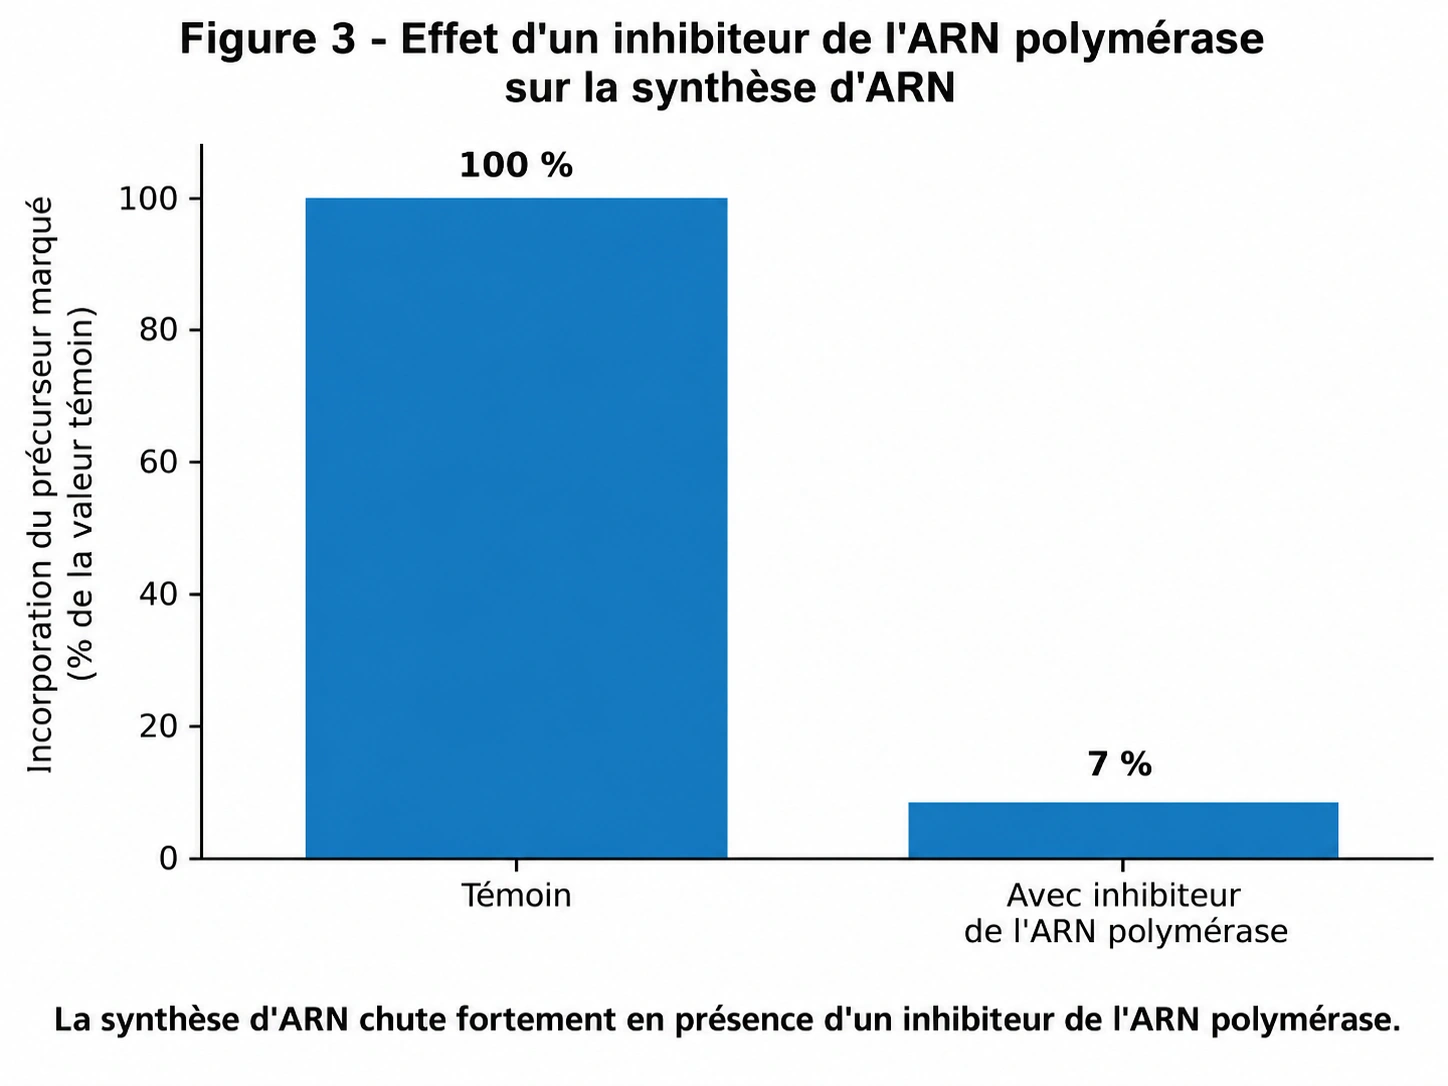 Figure 3 - Effet d'un inhibiteur de l'ARN polymérase
sur la synthèse d'ARN
Incorporation du précurseur marqué
(% de la valeur témoin)
100
80
60
40
20
0
100 %
7 %
Témoin
Avec inhibiteur
de l'ARN polymérase
La synthèse d'ARN chute fortement en présence d'un inhibiteur de l'ARN polymérase.